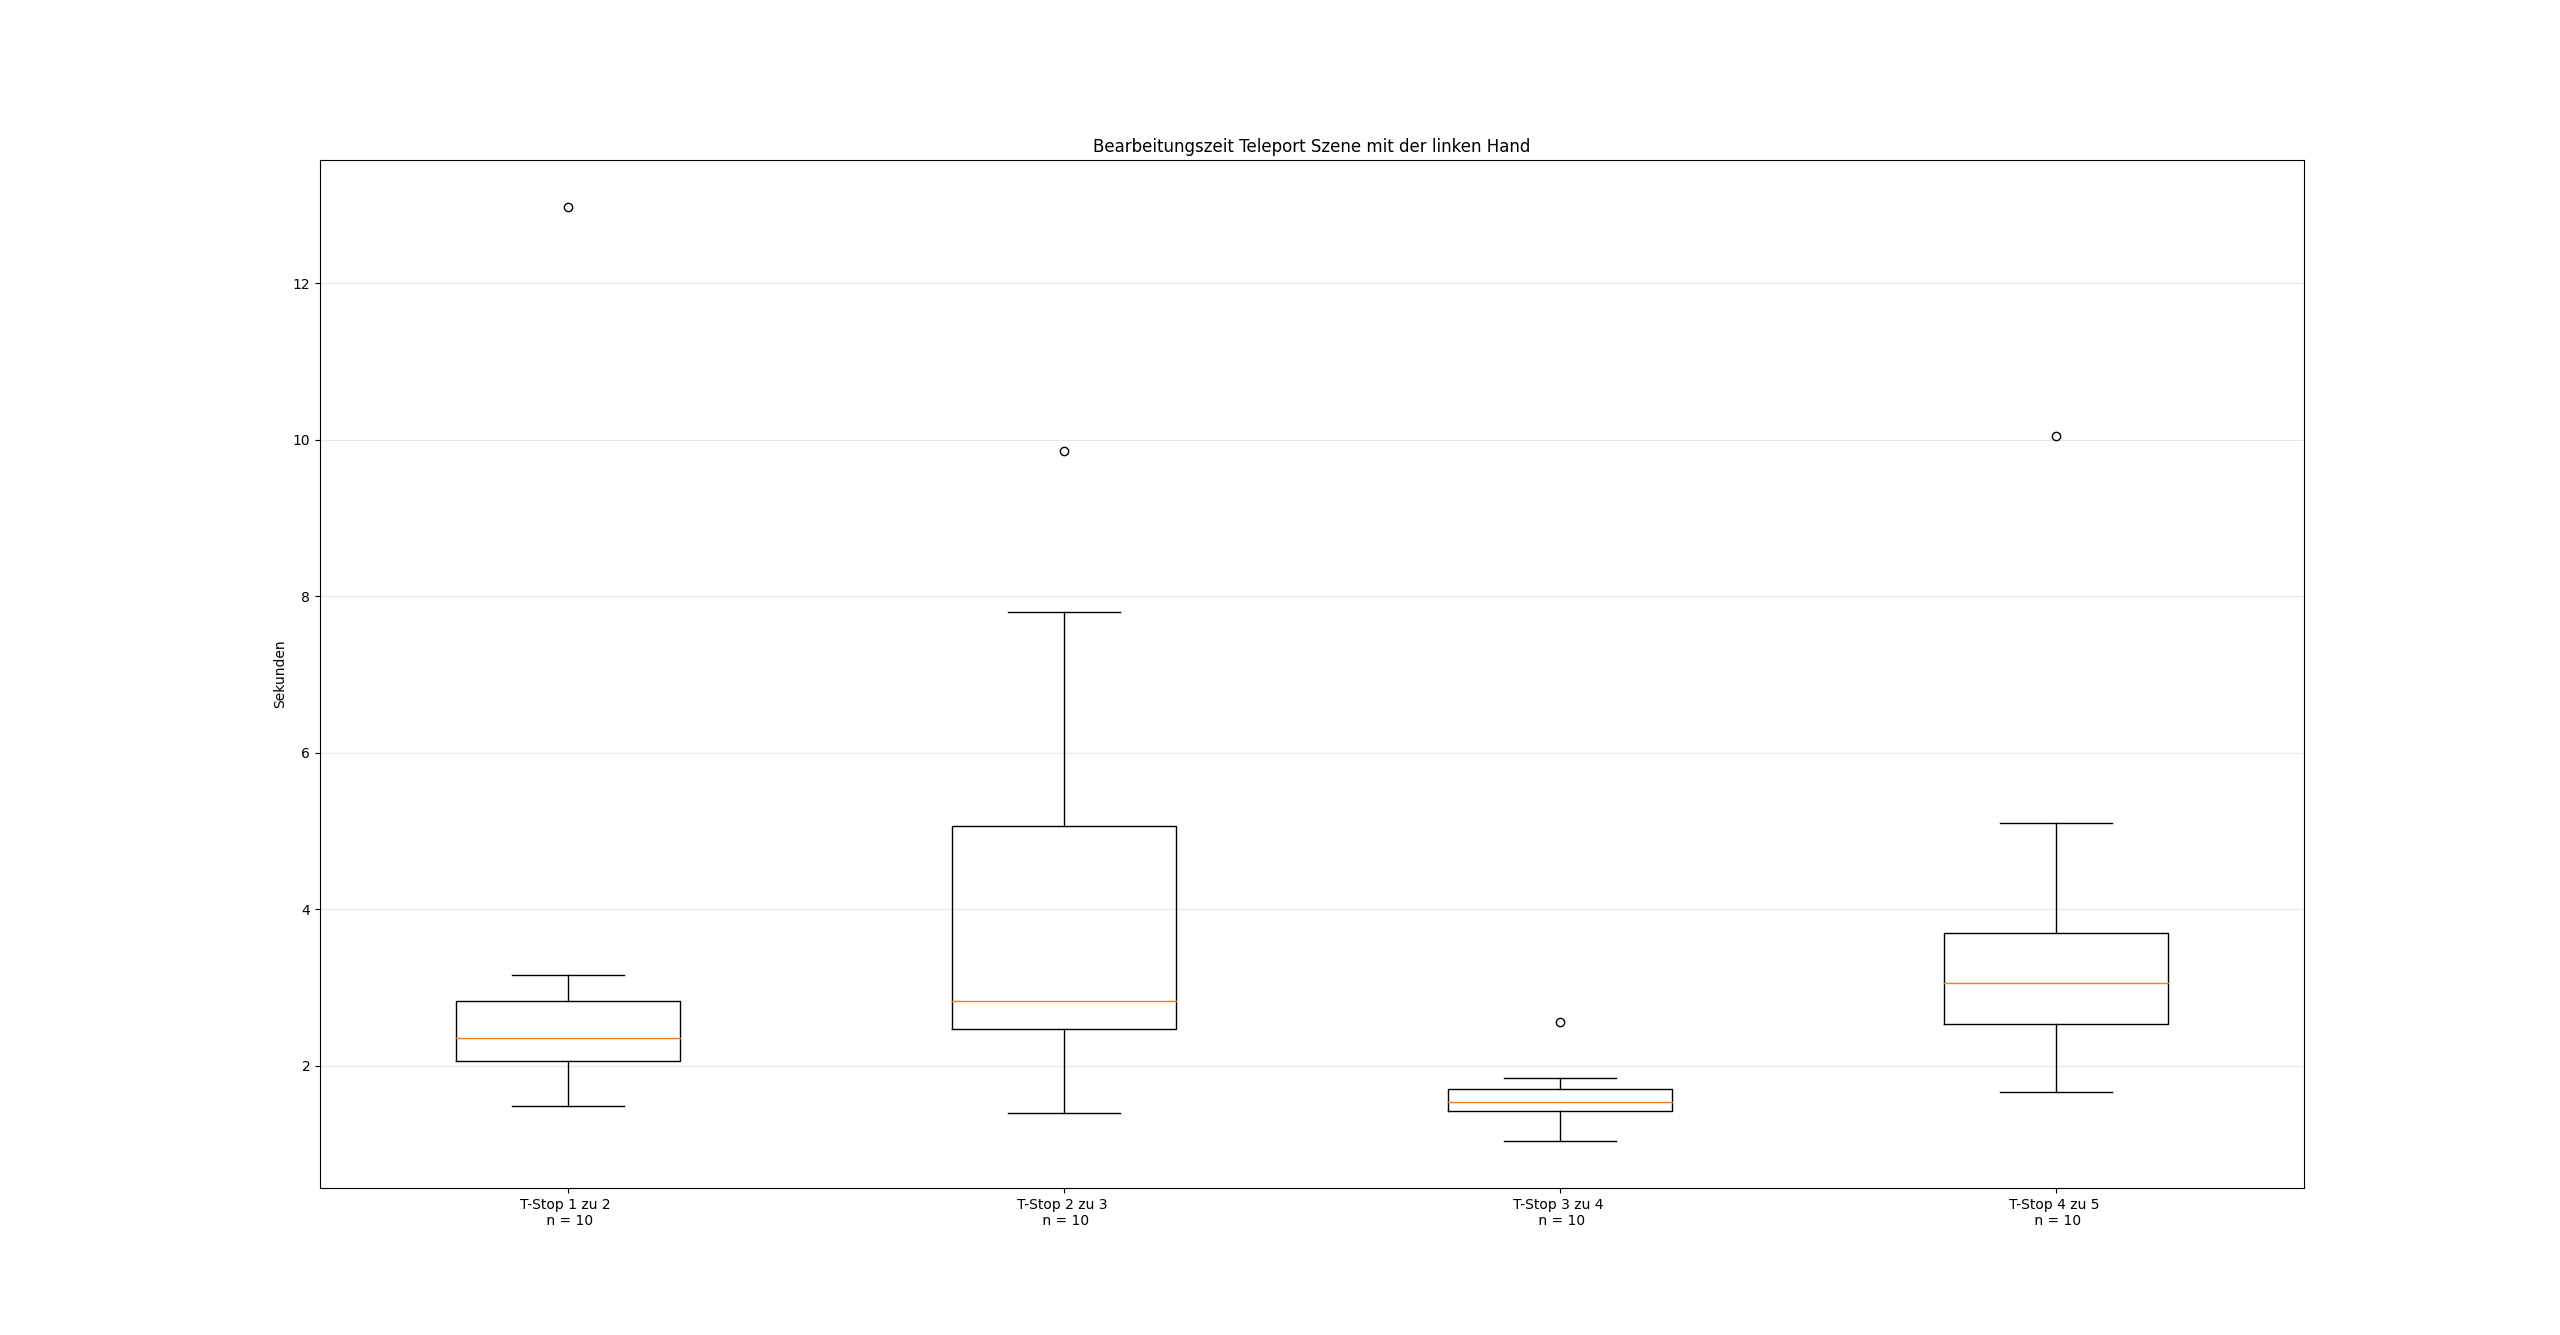 Bearbeitungszeit Teleport Szene mit der linken Hand
Sekunden
12
10
8
6
4
2
T-Stop 1 zu 2
n = 10
T-Stop 2 zu 3
n = 10
T-Stop 3 zu 4
n = 10
T-Stop 4 zu 5
n = 10